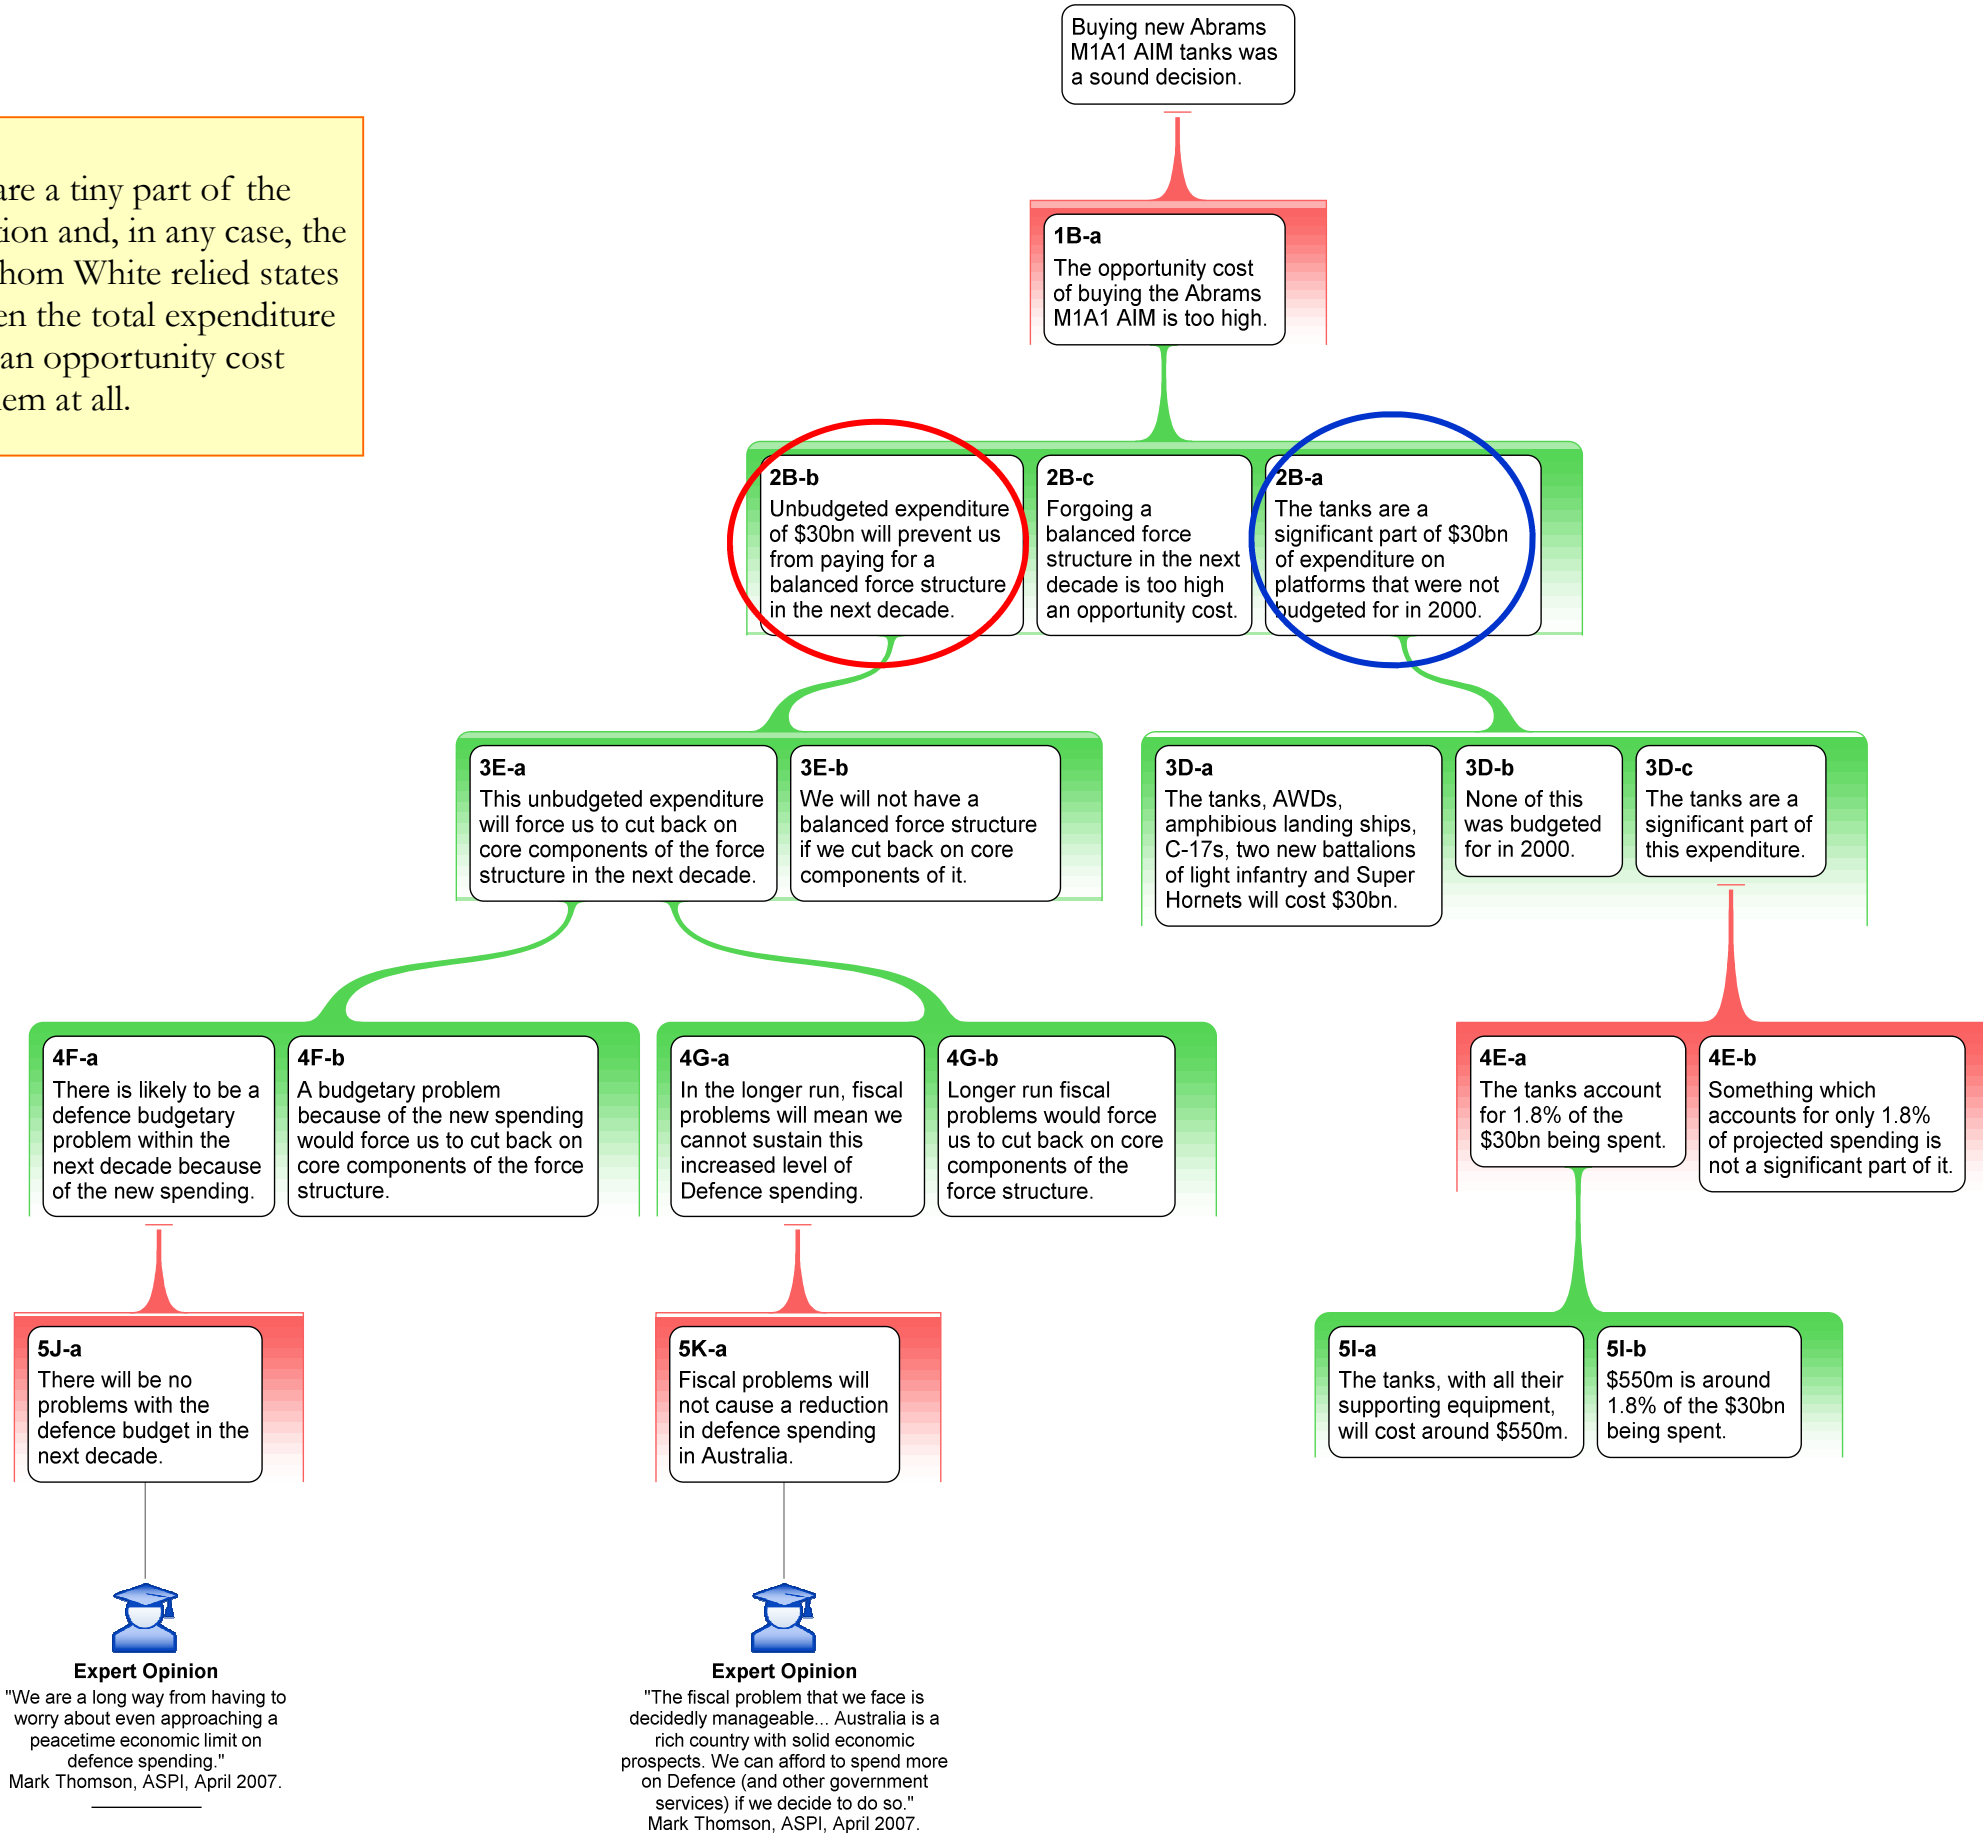 Buying new Abrams
M1A1 AIM tanks was
a sound decision.
are a tiny part of the
tion and, in any case, the
hom White relied states
en the total expenditure
an opportunity cost
em at all.
1B-a
The opportunity cost
of buying the Abrams
M1A1 AIM is too high.
2B-b
Unbudgeted expenditure
of $30bn will prevent us
from paying for a
balanced force structure
in the next decade.
2B-c
Forgoing a
balanced force
structure in the next
decade is too high
an opportunity cost.
2B-a
The tanks are a
significant part of $30bn
of expenditure on
platforms that were not
budgeted for in 2000.
3E-a
This unbudgeted expenditure
will force us to cut back on
core components of the force
structure in the next decade.
3E-b
We will not have a
balanced force structure
if we cut back on core
components of it.
3D-a
The tanks, AWDs,
amphibious landing ships,
C-17s, two new battalions
of light infantry and Super
Hornets will cost $30bn.
3D-b
None of this
was budgeted
for in 2000.
3D-c
The tanks are a
significant part of
this expenditure.
4F-a
There is likely to be a
defence budgetary
problem within the
next decade because
of the new spending.
4F-b
A budgetary problem
because of the new spending
would force us to cut back on
core components of the force
structure.
4G-a
In the longer run, fiscal
problems will mean we
cannot sustain this
increased level of
Defence spending.
4G-b
Longer run fiscal
problems would force
us to cut back on core
components of the
force structure.
4E-a
The tanks account
for 1.8% of the
$30bn being spent.
4E-b
Something which
accounts for only 1.8%
of projected spending is
not a significant part of it.
5J-a
There will be no
problems with the
defence budget in the
next decade.
5K-a
Fiscal problems will
not cause a reduction
in defence spending
in Australia.
5I-a
The tanks, with all their
supporting equipment,
will cost around $550m.
5I-b
$550m is around
1.8% of the $30bn
being spent.
Expert Opinion
"We are a long way from having to
worry about even approaching a
peacetime economic limit on
defence spending."
Mark Thomson, ASPI, April 2007.
Expert Opinion
"The fiscal problem that we face is
decidedly manageable... Australia is a
rich country with solid economic
prospects. We can afford to spend more
on Defence (and other government
services) if we decide to do so."
Mark Thomson, ASPI, April 2007.